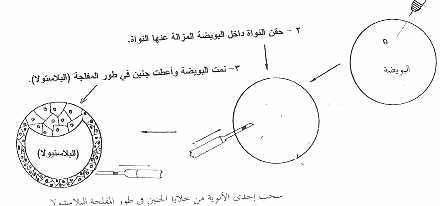 ٢ - حقن النواة داخل البويضة المزالة عنها النواة.
البويضة
٣- نمت البويضة وأعطت جنين في طور المفلجة (البلاستولا).
(البلاستيولا)
سحب إحدى الأنوية من خلايا الجنين في طور المفلجة البلاستولا